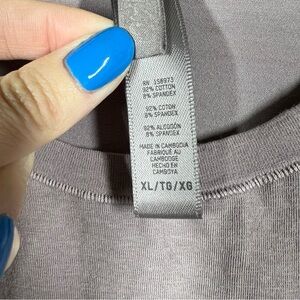 RN 158973
92% COTTON
8% SPANDEX
92% COTON
8% SPANDEX
92% ALGODÓN
8% SPANDEX
MADE IN CAMBODIA
FABRIQUÉ AU
CAMBODGE
HECHO EN
CAMBOYA
XL/TG/XG